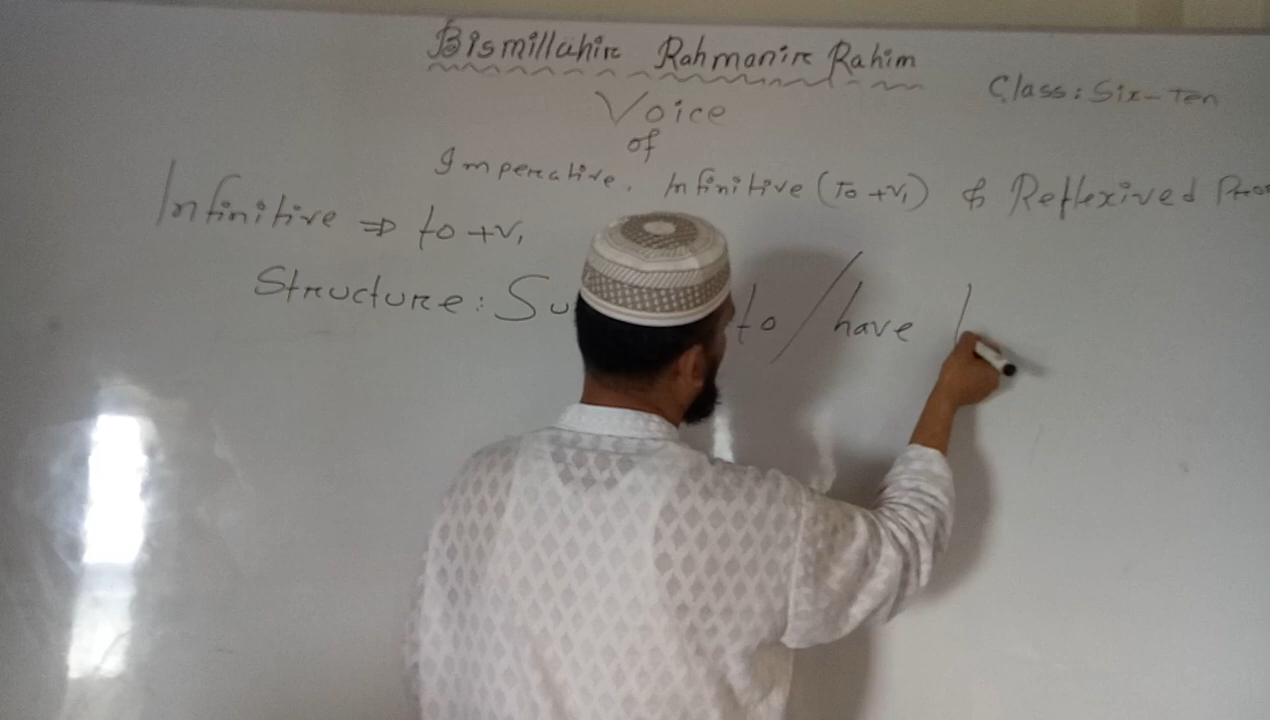 Bismillahir Rahmanir Rahim
Class: Six-Ten
Voice
of
Imperative, Infinitive (To +V1) & Reflexived
Infinitive ⇒ to +V1
Structure: Su to / have